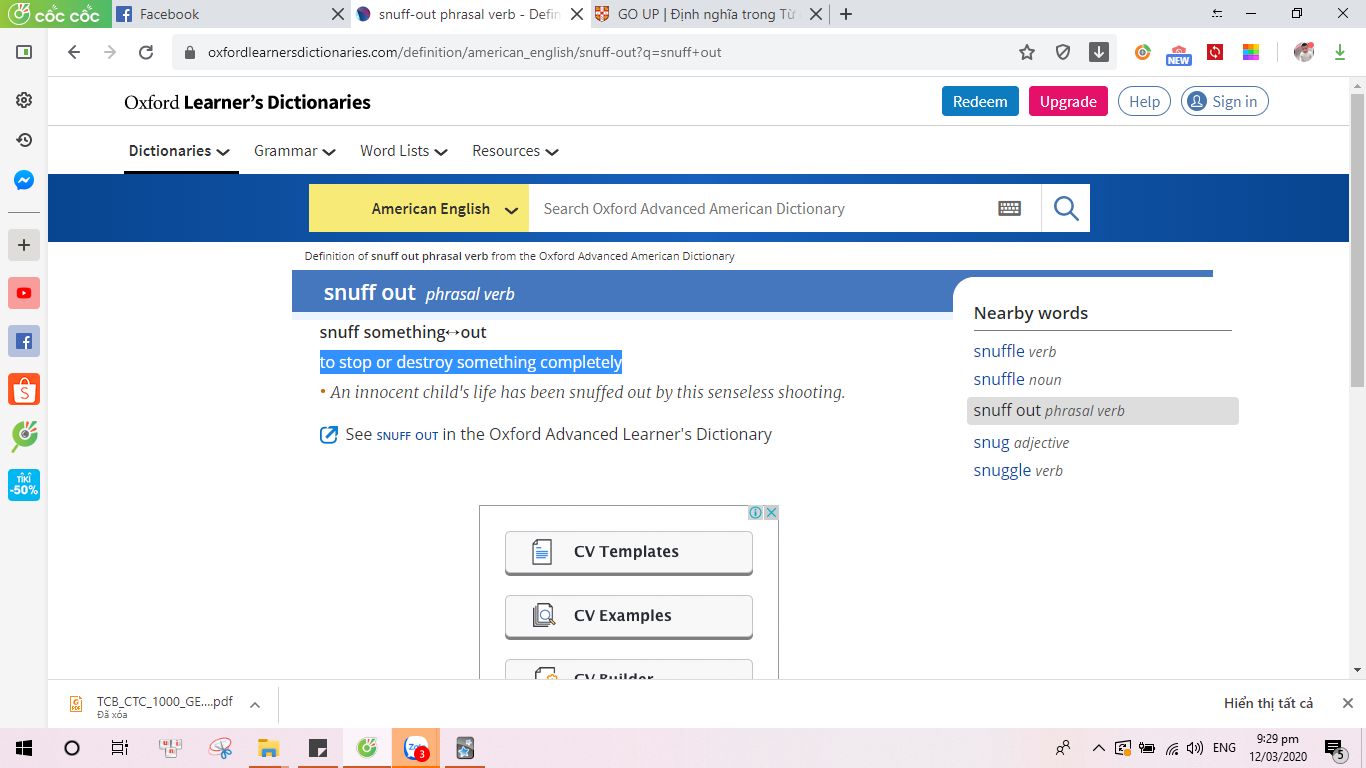 cốc cốc
Facebook
snuff-out phrasal verb - Defin
GO UP | Định nghĩa trong Từ
oxfordlearnersdictionaries.com/definition/american_english/snuff-out?q=snuff+out
NEW
Oxford Learner's Dictionaries
Redeem
Upgrade
Help
Sign in
Dictionaries
Grammar
Word Lists
Resources
American English
Search Oxford Advanced American Dictionary
Definition of snuff out phrasal verb from the Oxford Advanced American Dictionary
snuff out phrasal verb
snuff something↔out
to stop or destroy something completely
• An innocent child's life has been snuffed out by this senseless shooting.
See SNUFF OUT in the Oxford Advanced Learner's Dictionary
Nearby words
snuffle verb
snuffle noun
snuff out phrasal verb
snug adjective
snuggle verb
TIKI
-50%
CV Templates
CV Examples
CV Builder
TCB_CTC_1000_GE....pdf
Đã xóa
Hiển thị tất cả
3
ENG
9:29 pm
12/03/2020
5